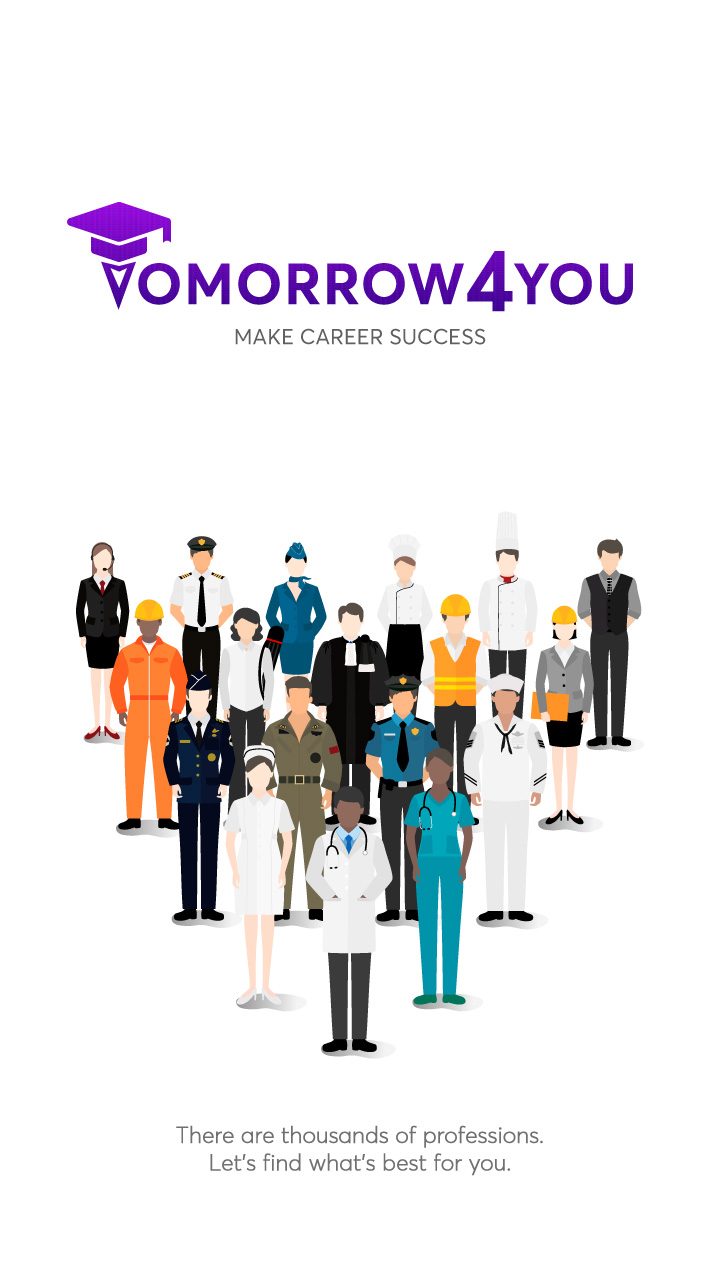 TOMORROW4YOU
MAKE CAREER SUCCESS
There are thousands of professions.
Let's find what's best for you.